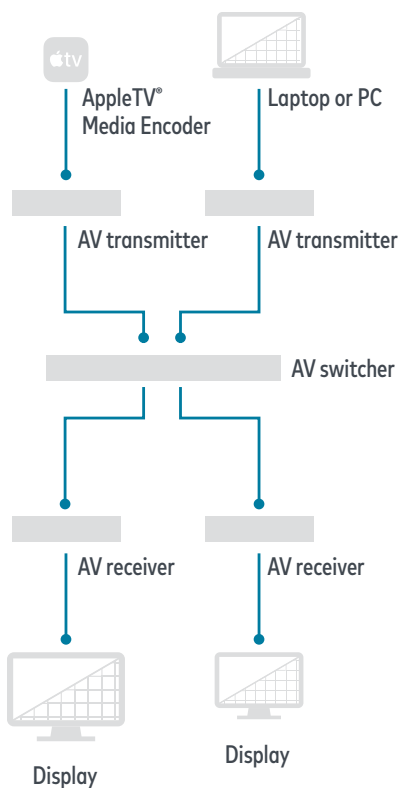 tv
AppleTV®
Media Encoder
Laptop or PC
AV transmitter
AV transmitter
AV switcher
AV receiver
AV receiver
Display
Display